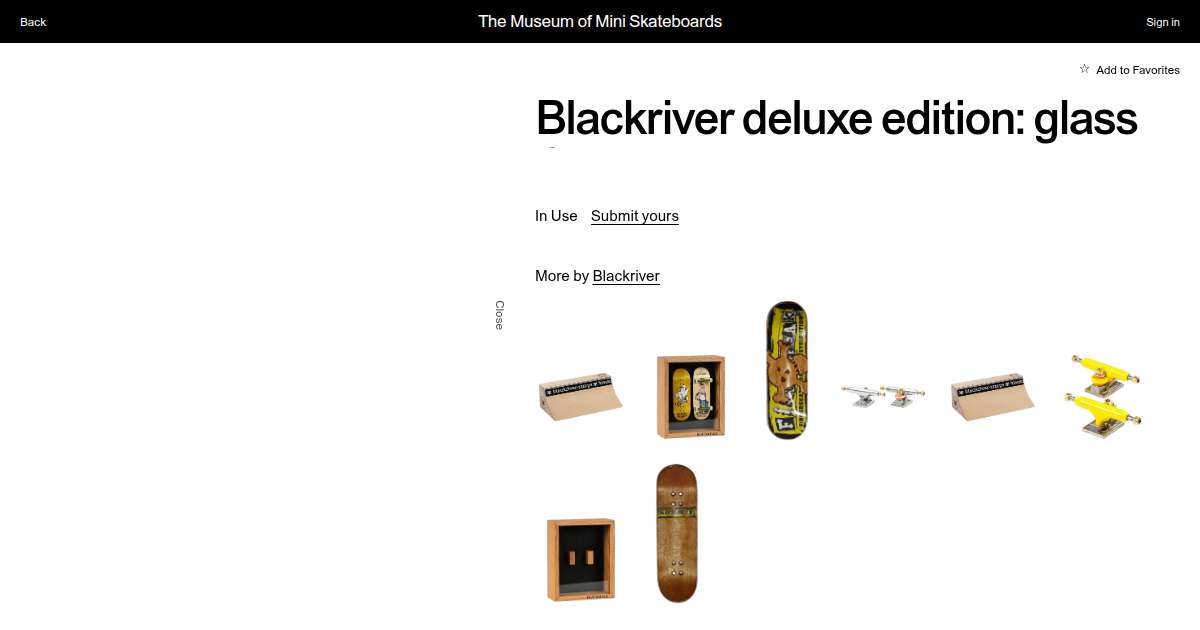 Back
The Museum of Mini Skateboards
Sign in
☆ Add to Favorites
Blackriver deluxe edition: glass
In Use Submit yours
More by Blackriver
Close